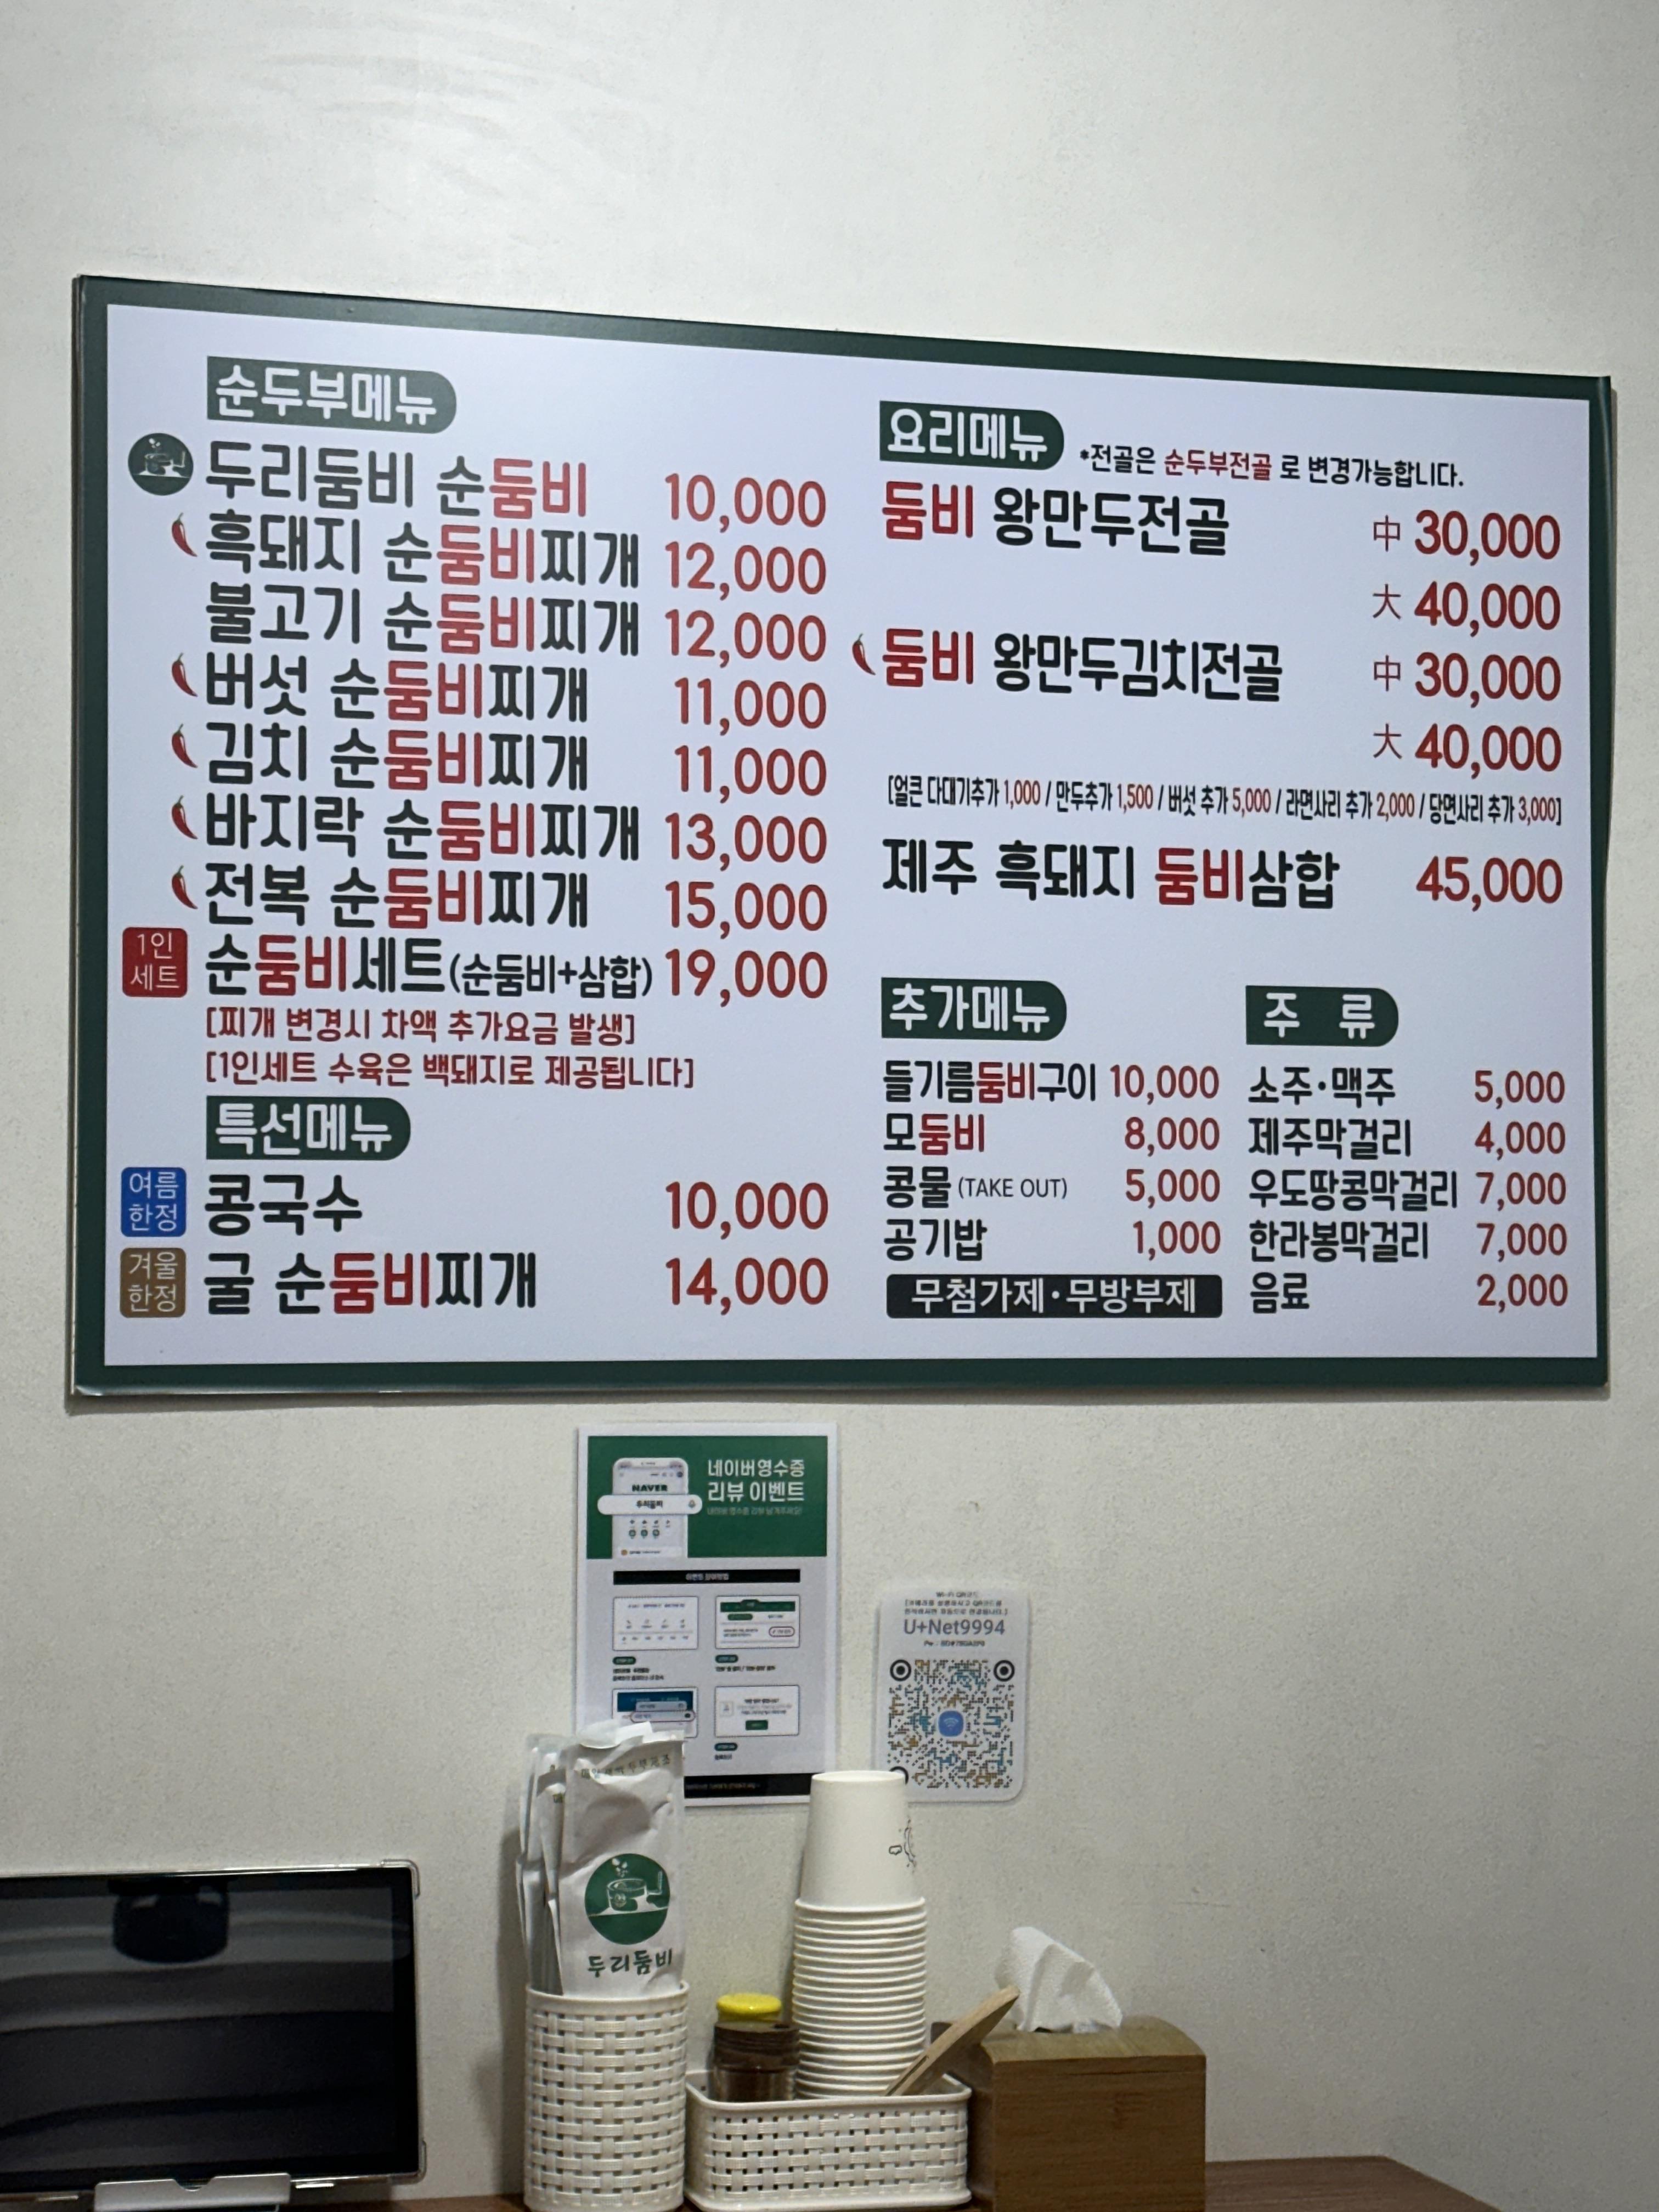 순두부메뉴
두리둠비 순둠비 10,000
흑돼지 순둠비찌개 12,000
불고기 순둠비찌개 12,000
버섯 순둠비찌개 11,000
김치 순둠비찌개 11,000
바지락 순둠비찌개 13,000
전복 순둠비찌개 15,000
1인
세트
순둠비세트(순둠비+삼합) 19,000
[찌개 변경시 차액 추가요금 발생]
[1인세트 수육은 백돼지로 제공됩니다]
특선메뉴
여름
한정
콩국수 10,000
겨울
한정
굴 순둠비찌개 14,000
요리메뉴 *전골은 순두부전골 로 변경가능합니다.
둠비 왕만두전골 中 30,000
大 40,000
둠비 왕만두김치전골 中 30,000
大 40,000
[얼큰 다대기추가 1,000 / 만두추가 1,500 / 버섯 추가 5,000 / 라면사리 추가 2,000 / 당면사리 추가 3,000]
제주 흑돼지 둠비삼합 45,000
추가메뉴
들기름둠비구이 10,000
모둠비 8,000
콩물 (TAKE OUT) 5,000
공기밥 1,000
무첨가제·무방부제
주 류
소주·맥주 5,000
제주막걸리 4,000
우도땅콩막걸리 7,000
한라봉막걸리 7,000
음료 2,000
네이버영수증
리뷰 이벤트
NAVER
두리둠비
U+Net9994
두리둠비